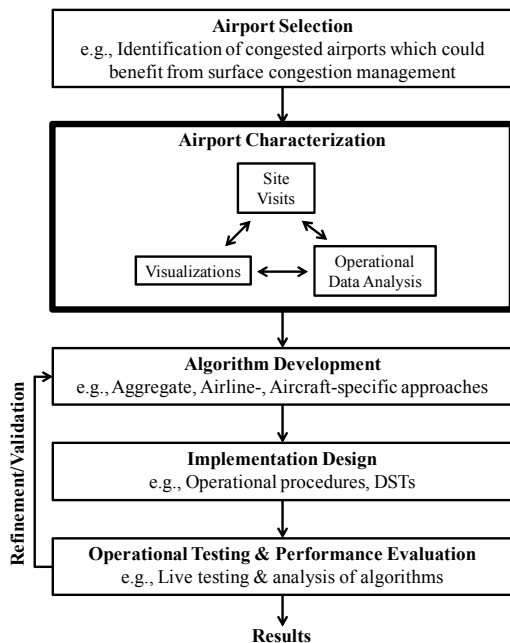 Airport Selection
e.g., Identification of congested airports which could
benefit from surface congestion management
Airport Characterization
Site
Visits
Visualizations
Operational
Data Analysis
Algorithm Development
e.g., Aggregate, Airline-, Aircraft-specific approaches
Implementation Design
e.g., Operational procedures, DSTs
Operational Testing & Performance Evaluation
e.g., Live testing & analysis of algorithms
Refinement/Validation
Results